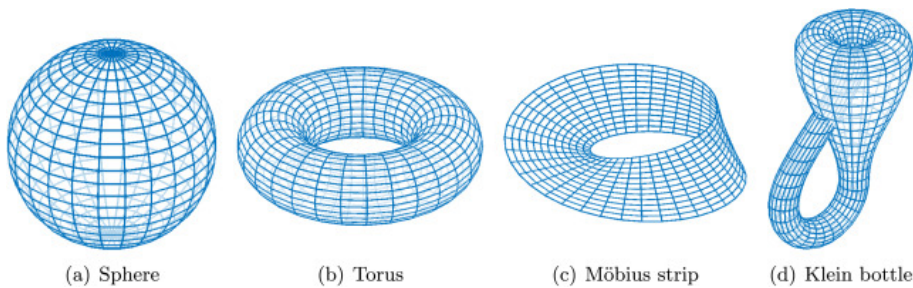 (a) Sphere
(b) Torus
(c) Möbius strip
(d) Klein bottle